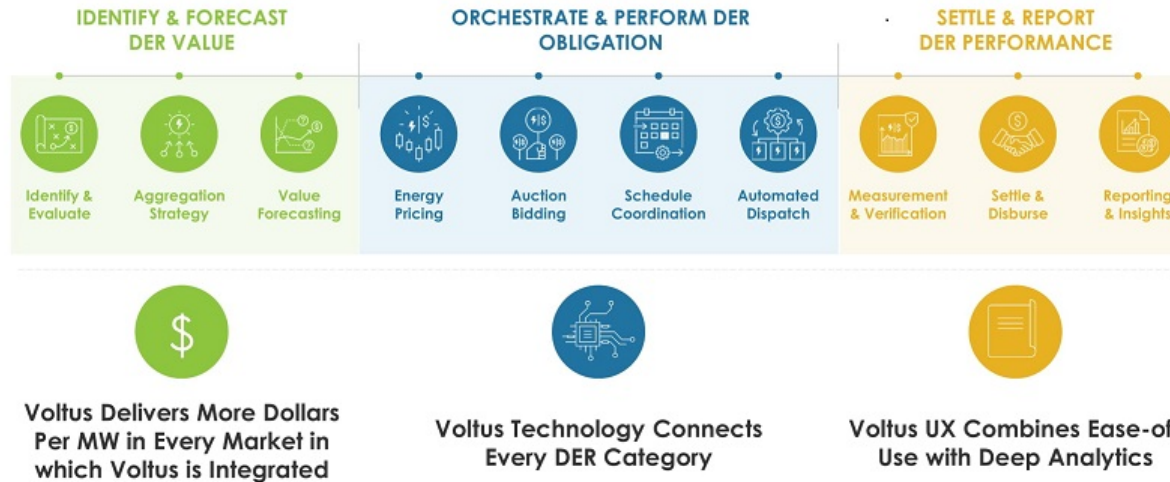 IDENTIFY & FORECAST
DER VALUE
ORCHESTRATE & PERFORM DER
OBLIGATION
SETTLE & REPORT
DER PERFORMANCE
Identify &
Evaluate
Aggregation
Strategy
Value
Forecasting
Energy
Pricing
Auction
Bidding
Schedule
Coordination
Automated
Dispatch
Measurement
& Verification
Settle &
Disburse
Reporting
& Insights
$
Voltus Delivers More Dollars
Per MW in Every Market in
which Voltus is Integrated
Voltus Technology Connects
Every DER Category
Voltus UX Combines Ease-of
Use with Deep Analytics